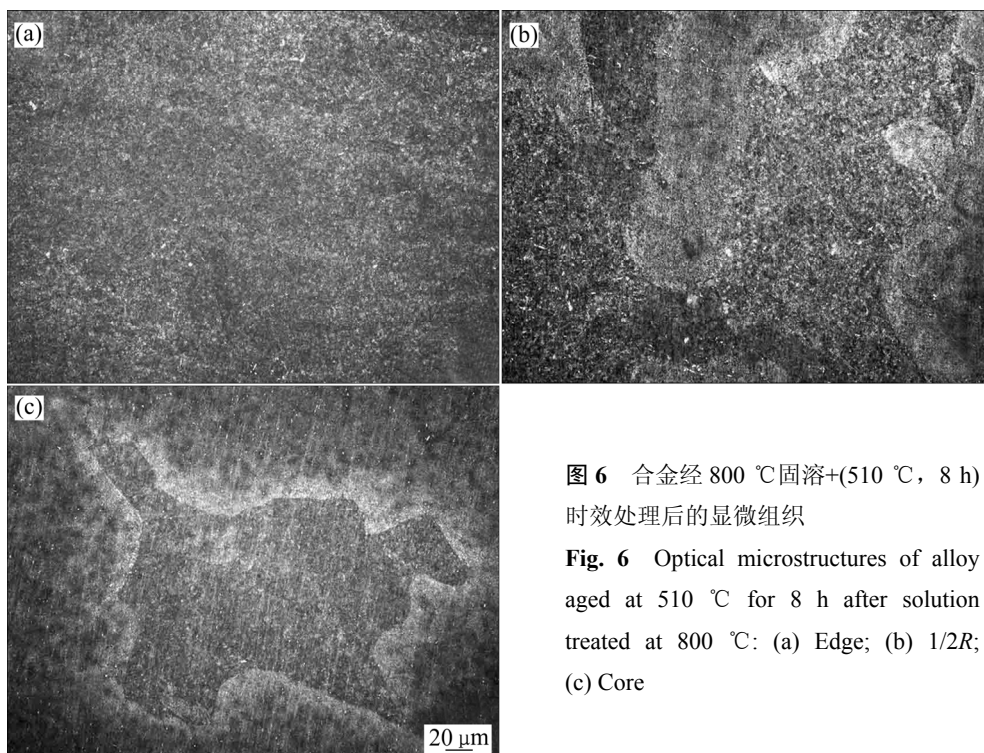 (a)
(b)
(c)
20 μm
图 6 合金经 800 ℃固溶+(510 ℃，8 h)
时效处理后的显微组织
Fig. 6 Optical microstructures of alloy
aged at 510 ℃ for 8 h after solution
treated at 800 ℃: (a) Edge; (b) 1/2R;
(c) Core